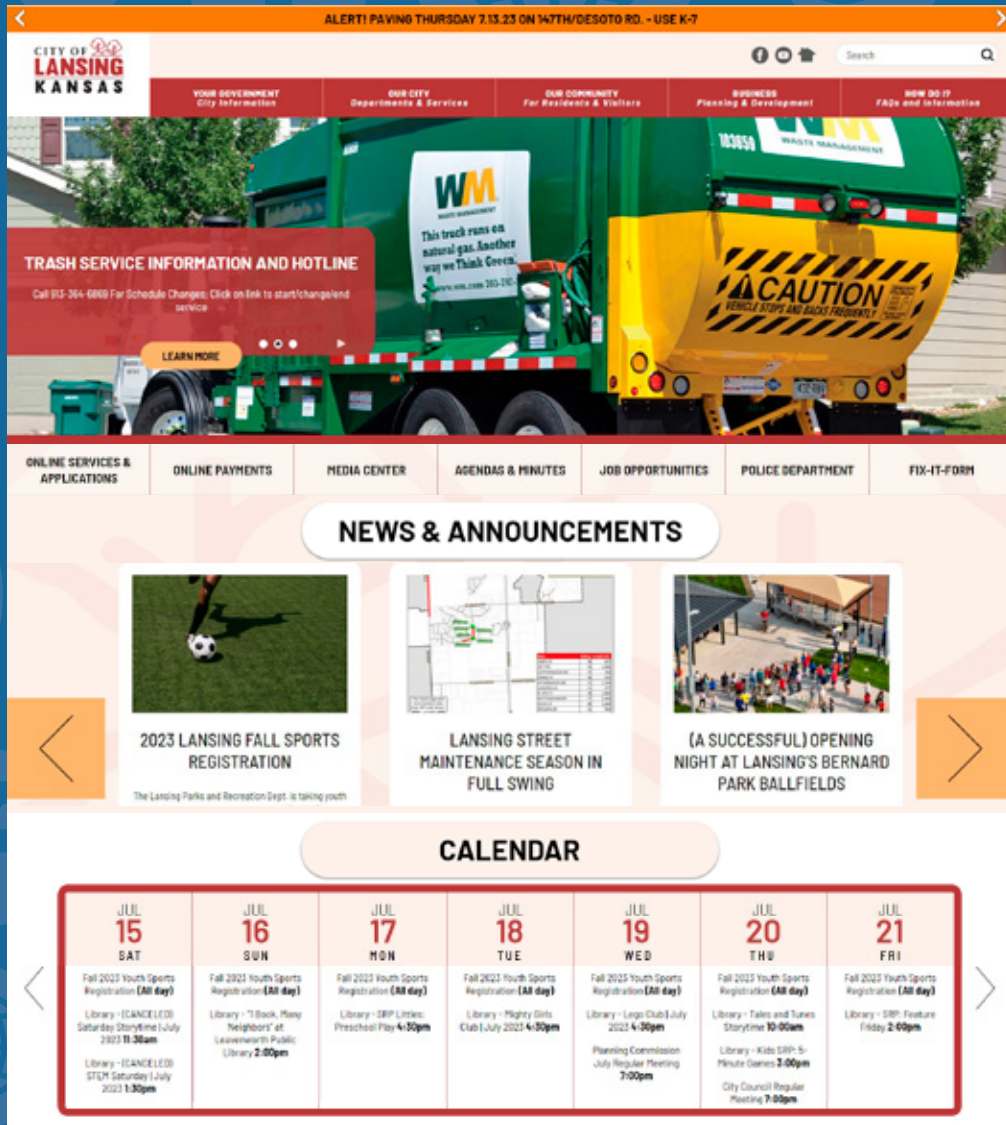 ALERT! PAVING THURSDAY 7.13.23 ON 147TH/DESOTO RD. - USE K-7
CITY OF
LANSING
KANSAS
Search
YOUR GOVERNMENT
City Information
OUR CITY
Departments & Services
OUR COMMUNITY
For Residents & Visitors
BUSINESS
Planning & Development
HOW DO I?
FAQs and Information
103050
WM
WASTE MANAGEMENT
WM
WASTE MANAGEMENT
This truck runs on
natural gas. Another
way we Think Green.
CAUTION
VEHICLE STOPS AND BACKS FREQUENTLY
TRASH SERVICE INFORMATION AND HOTLINE
Call 913-364-6869 For Schedule Changes; Click on link to start/change/end
service
LEARN MORE
ONLINE SERVICES &
APPLICATIONS
ONLINE PAYMENTS
MEDIA CENTER
AGENDAS & MINUTES
JOB OPPORTUNITIES
POLICE DEPARTMENT
FIX-IT-FORM
NEWS & ANNOUNCEMENTS
2023 LANSING FALL SPORTS
REGISTRATION
The Lansing Parks and Recreation Dept. is taking youth
LANSING STREET
MAINTENANCE SEASON IN
FULL SWING
(A SUCCESSFUL) OPENING
NIGHT AT LANSING'S BERNARD
PARK BALLFIELDS
CALENDAR
JUL
15
SAT
Fall 2023 Youth Sports
Registration (All day)
Library - (CANCELED)
Saturday Storytime | July
2023 11:30am
Library - (CANCELED)
STEM Saturday | July
2023 1:30pm
JUL
16
SUN
Fall 2023 Youth Sports
Registration (All day)
Library - "1 Book, Many
Neighbors" at
Leavenworth Public
Library 2:00pm
JUL
17
MON
Fall 2023 Youth Sports
Registration (All day)
Library - SRP Littles:
Preschool Play 4:30pm
JUL
18
TUE
Fall 2023 Youth Sports
Registration (All day)
Library - Mighty Girls
Club | July 2023 4:30pm
JUL
19
WED
Fall 2023 Youth Sports
Registration (All day)
Library - Lego Club | July
2023 4:30pm
Planning Commission
July Regular Meeting
7:00pm
JUL
20
THU
Fall 2023 Youth Sports
Registration (All day)
Library - Tales and Tunes
Storytime 10:00am
Library - Kids SRP: 5-
Minute Games 3:00pm
City Council Regular
Meeting 7:00pm
JUL
21
FRI
Fall 2023 Youth Sports
Registration (All day)
Library - SRP: Feature
Friday 2:00pm